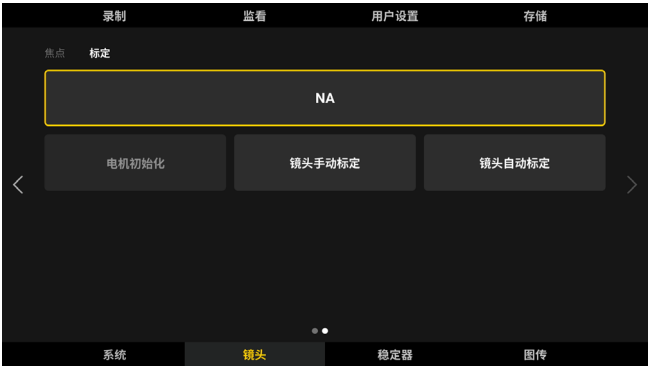 录制 监看 用户设置 存储
焦点 标定
NA
电机初始化 镜头手动标定 镜头自动标定
系统 镜头 稳定器 图传